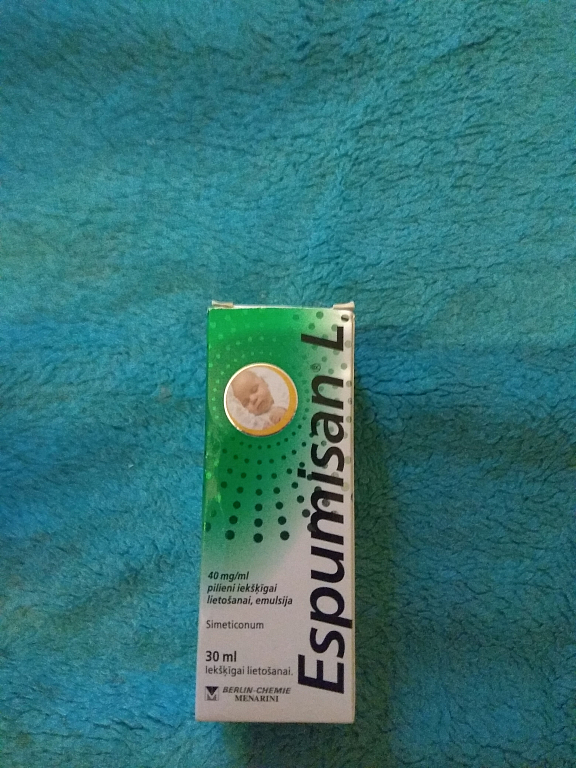 Espumisan® L
40 mg/ml
pilieni iekšķīgai
lietošanai, emulsija
Simeticonum
30 ml
Iekšķīgai lietošanai.
BERLIN-CHEMIE
MENARINI